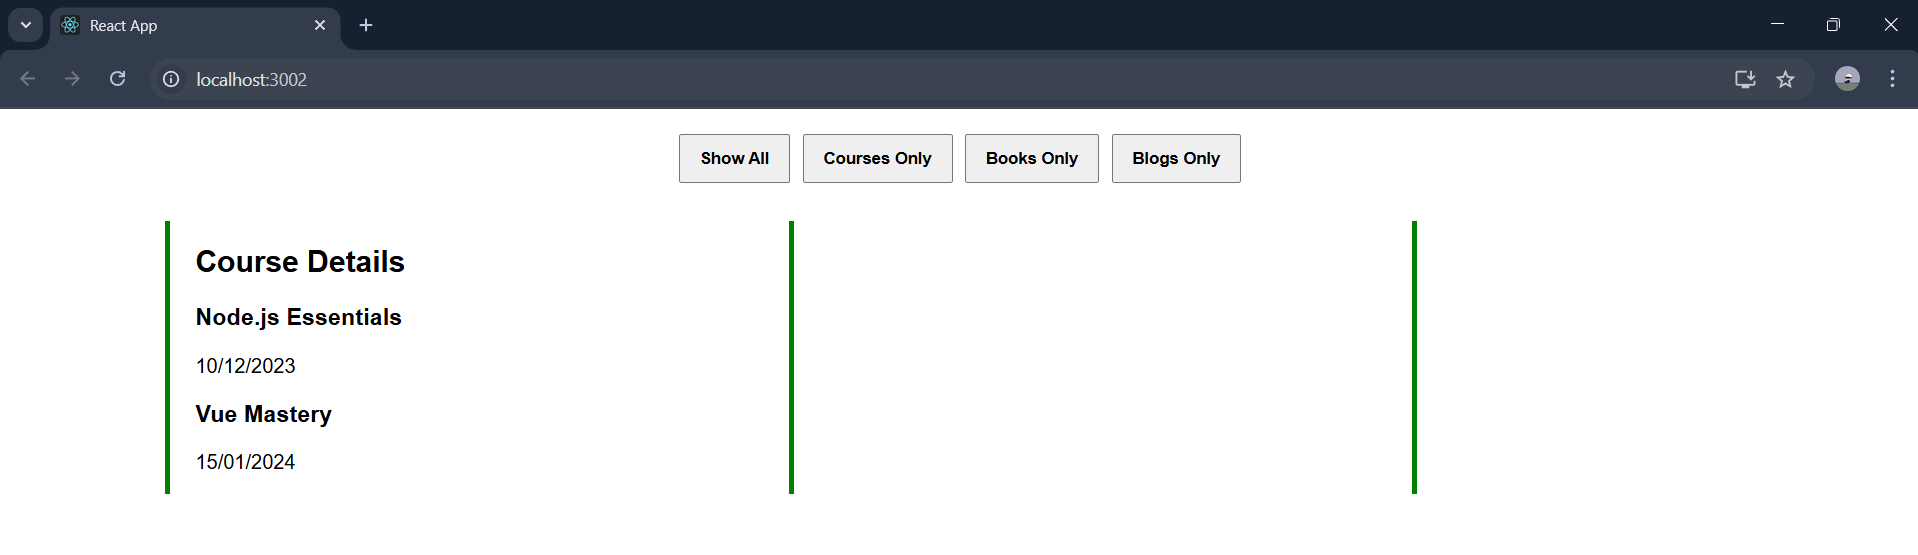 React App
localhost:3002
Show All
Courses Only
Books Only
Blogs Only
Course Details
Node.js Essentials
10/12/2023
Vue Mastery
15/01/2024